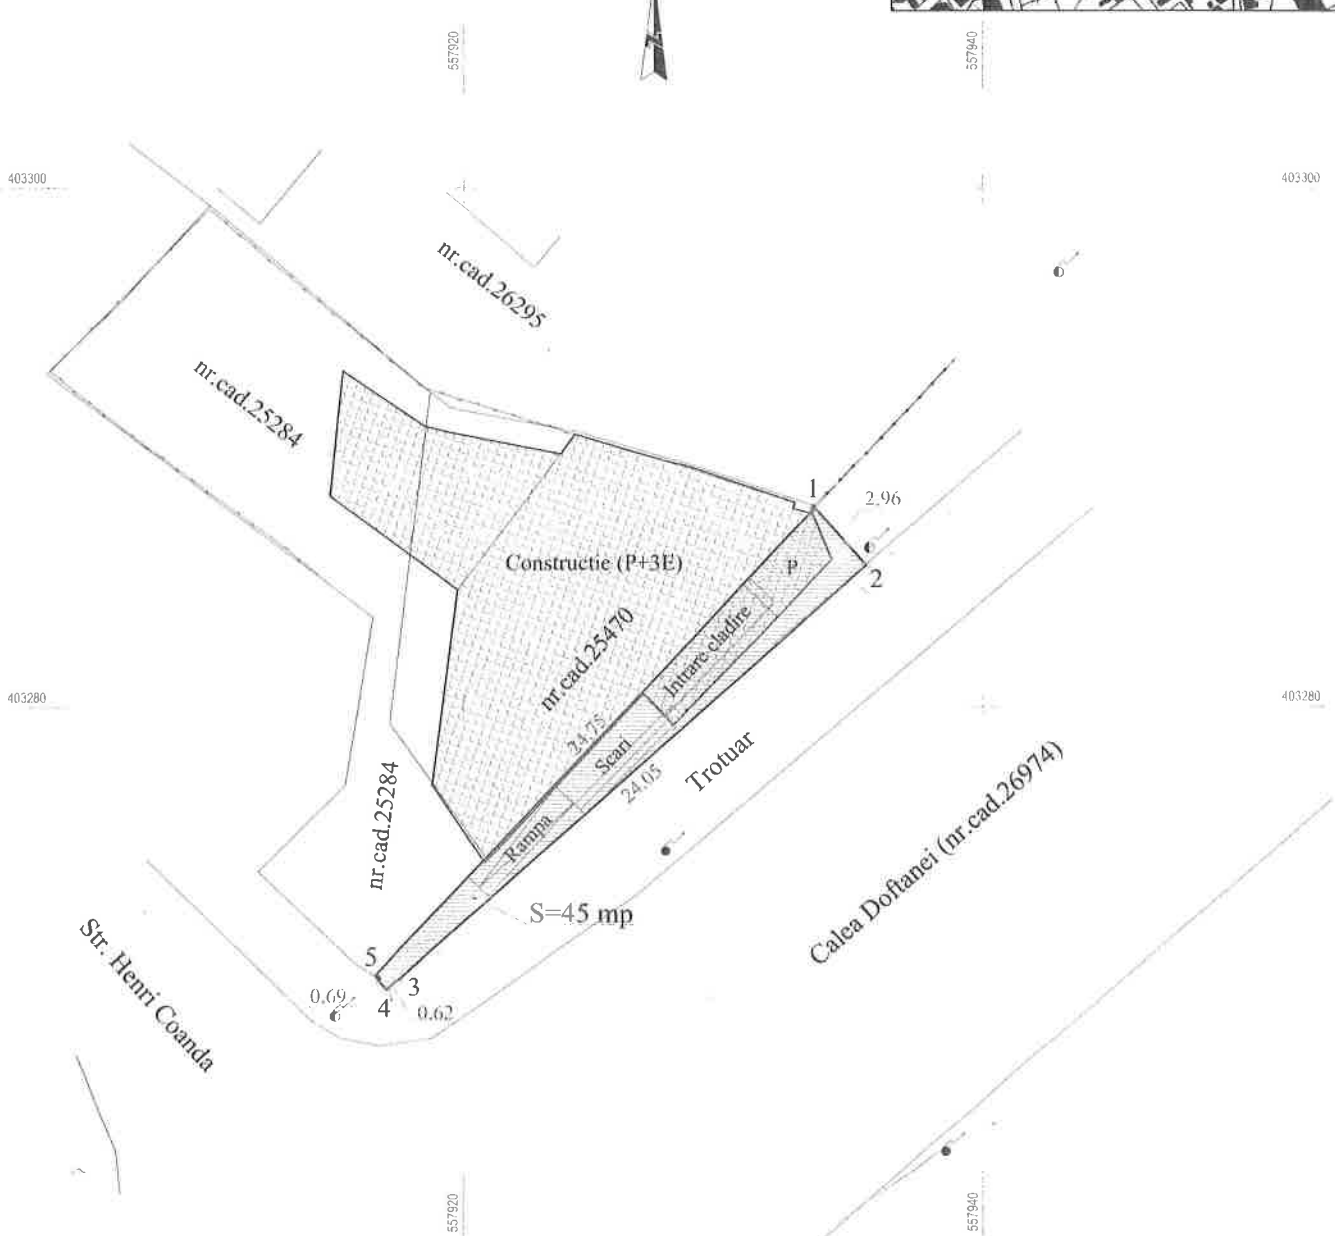 557920
557940
N
403300
403300
nr.cad.26295
nr.cad.25284
1
2.96
2
P
Constructie (P+3E)
Intrare cladire
nr.cad.25470
403280
403280
24.75
Scari
24.05
Trotuar
nr.cad.25284
Rampa
Calea Doftanei (nr.cad.26974)
S=45 mp
Str. Henri Coanda
5
3
0.69
4
0.62
557920
557940